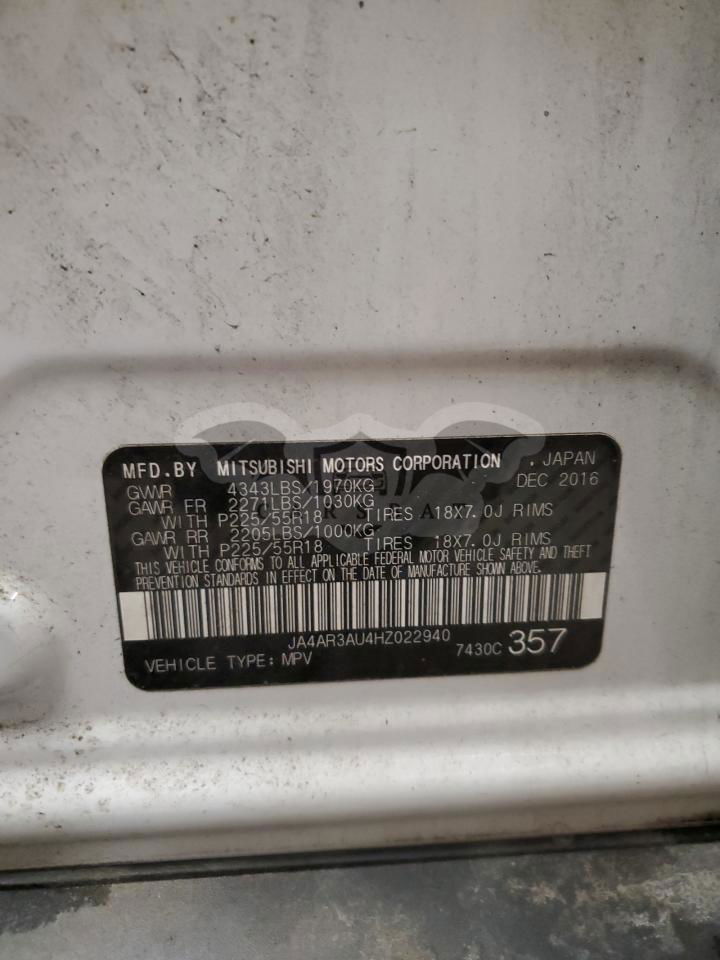 MFD.BY MITSUBISHI MOTORS CORPORATION . JAPAN
GVWR 4343LBS/1970KG DEC 2016
GAWR FR 2271LBS/1030KG
WITH P225/55R18 TIRES 18X7.0J RIMS
GAWR RR 2205LBS/1000KG
WITH P225/55R18 TIRES 18X7.0J RIMS
THIS VEHICLE CONFORMS TO ALL APPLICABLE FEDERAL MOTOR VEHICLE SAFETY AND THEFT
PREVENTION STANDARDS IN EFFECT ON THE DATE OF MANUFACTURE SHOWN ABOVE.
JA4AR3AU4HZ022940
VEHICLE TYPE: MPV 7430C 357